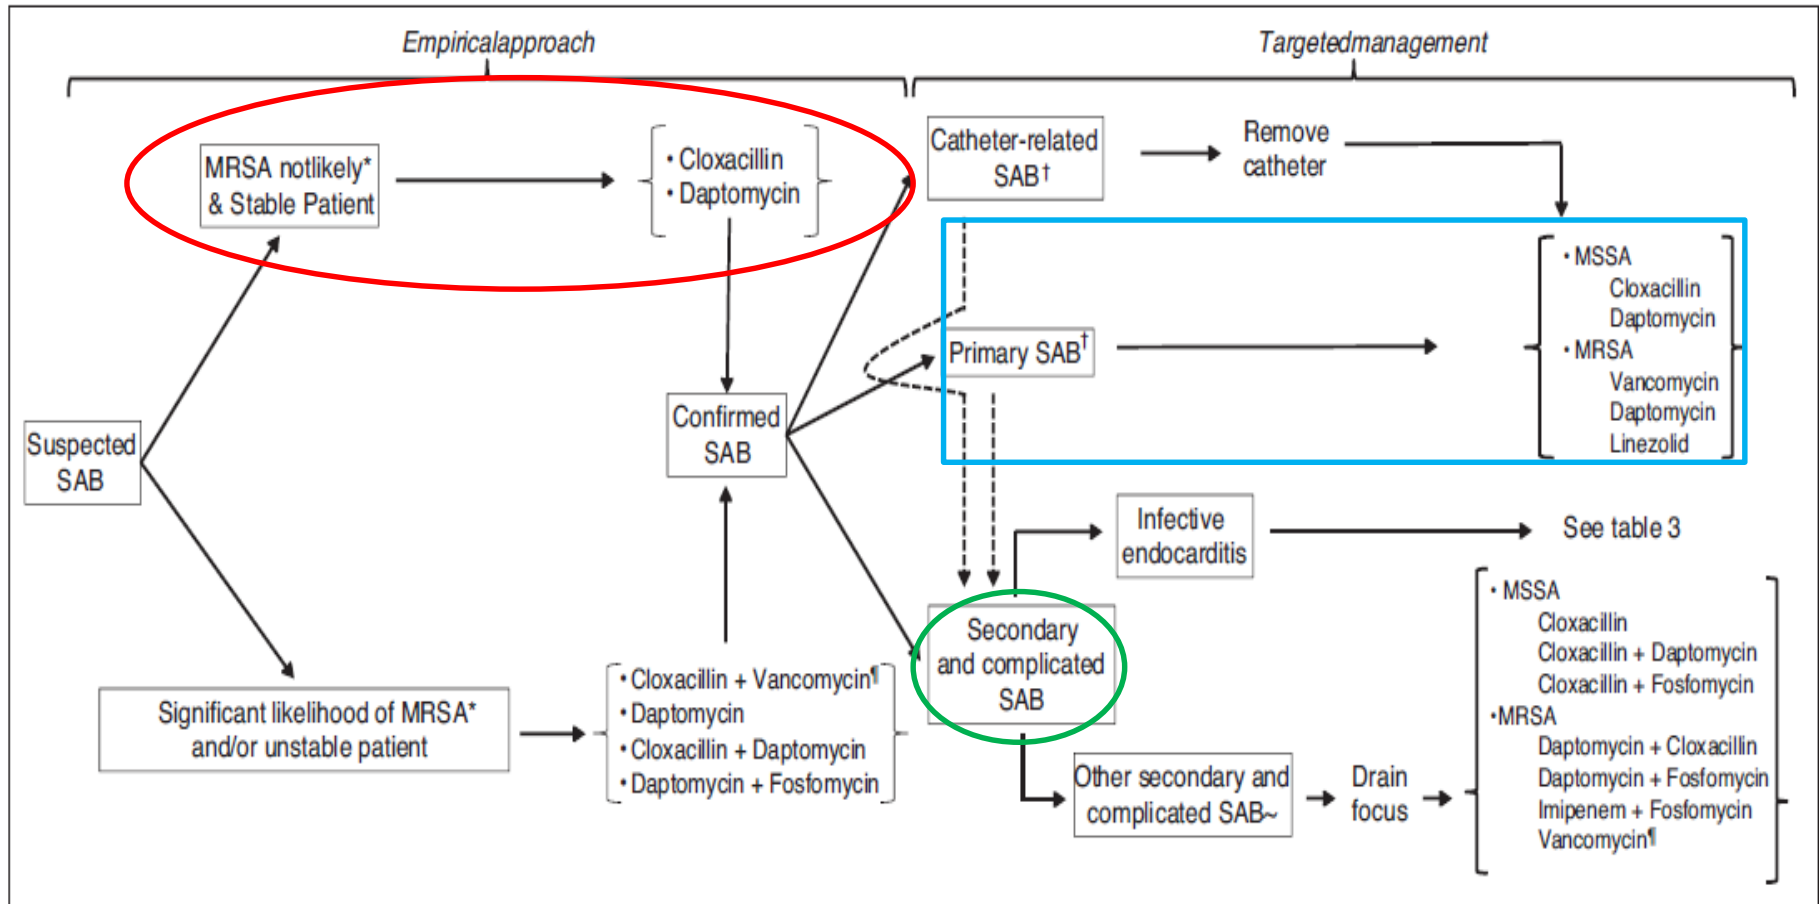 Empiricalapproach
Targetedmanagement
MRSA notlikely*
& Stable Patient
• Cloxacillin
• Daptomycin
Catheter-related
SAB†
Remove
catheter
• MSSA
Cloxacillin
Daptomycin
• MRSA
Vancomycin
Daptomycin
Linezolid
Primary SAB†
Suspected
SAB
Confirmed
SAB
Infective
endocarditis
See table 3
Secondary
and complicated
SAB
Significant likelihood of MRSA*
and/or unstable patient
• Cloxacillin + Vancomycin¶
• Daptomycin
• Cloxacillin + Daptomycin
• Daptomycin + Fosfomycin
Other secondary and
complicated SAB~
Drain
focus
• MSSA
Cloxacillin
Cloxacillin + Daptomycin
Cloxacillin + Fosfomycin
•MRSA
Daptomycin + Cloxacillin
Daptomycin + Fosfomycin
Imipenem + Fosfomycin
Vancomycin¶